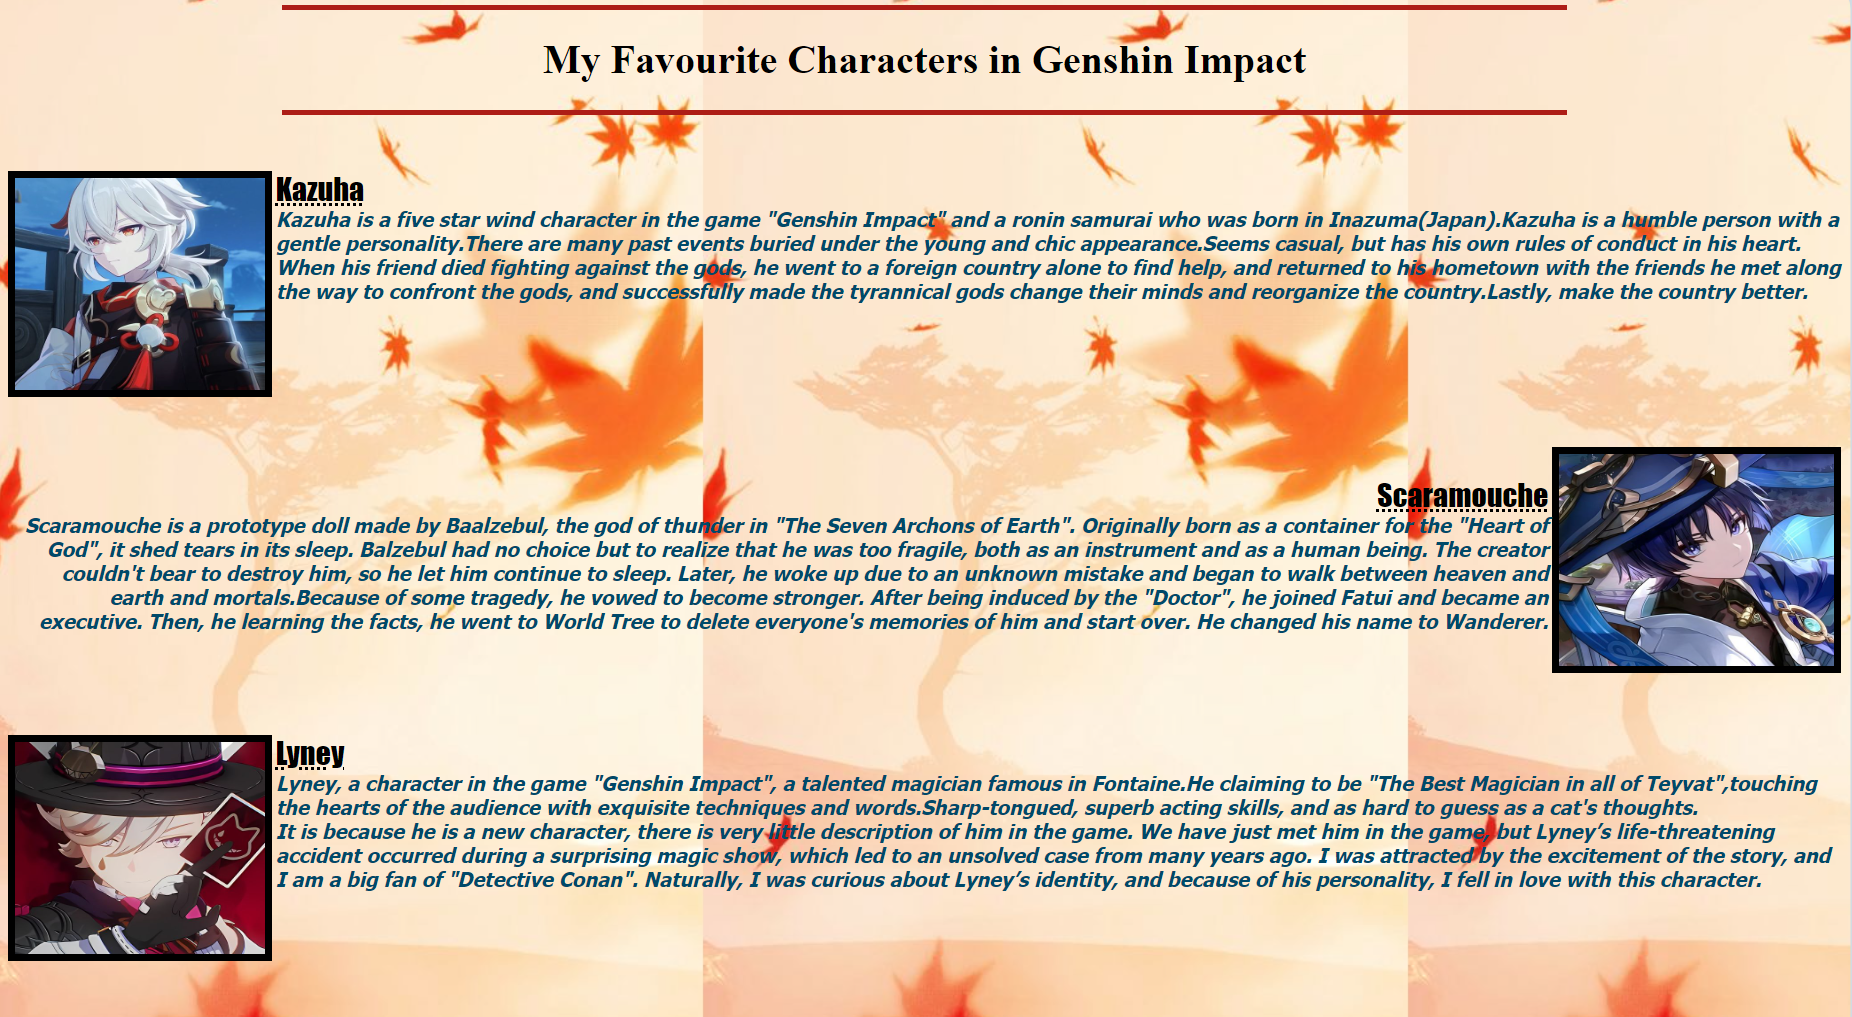 My Favourite Characters in Genshin Impact
Kazuha
Kazuha is a five star wind character in the game "Genshin Impact" and a ronin samurai who was born in Inazuma(Japan).Kazuha is a humble person with a
gentle personality.There are many past events buried under the young and chic appearance.Seems casual, but has his own rules of conduct in his heart.
When his friend died fighting against the gods, he went to a foreign country alone to find help, and returned to his hometown with the friends he met along
the way to confront the gods, and successfully made the tyrannical gods change their minds and reorganize the country.Lastly, make the country better.
Scaramouche
Scaramouche is a prototype doll made by Baalzebul, the god of thunder in "The Seven Archons of Earth". Originally born as a container for the "Heart of
God", it shed tears in its sleep. Balzebul had no choice but to realize that he was too fragile, both as an instrument and as a human being. The creator
couldn't bear to destroy him, so he let him continue to sleep. Later, he woke up due to an unknown mistake and began to walk between heaven and
earth and mortals.Because of some tragedy, he vowed to become stronger. After being induced by the "Doctor", he joined Fatui and became an
executive. Then, he learning the facts, he went to World Tree to delete everyone's memories of him and start over. He changed his name to Wanderer.
Lyney
Lyney, a character in the game "Genshin Impact", a talented magician famous in Fontaine.He claiming to be "The Best Magician in all of Teyvat",touching
the hearts of the audience with exquisite techniques and words.Sharp-tongued, superb acting skills, and as hard to guess as a cat's thoughts.
It is because he is a new character, there is very little description of him in the game. We have just met him in the game, but Lyney’s life-threatening
accident occurred during a surprising magic show, which led to an unsolved case from many years ago. I was attracted by the excitement of the story, and
I am a big fan of "Detective Conan". Naturally, I was curious about Lyney’s identity, and because of his personality, I fell in love with this character.